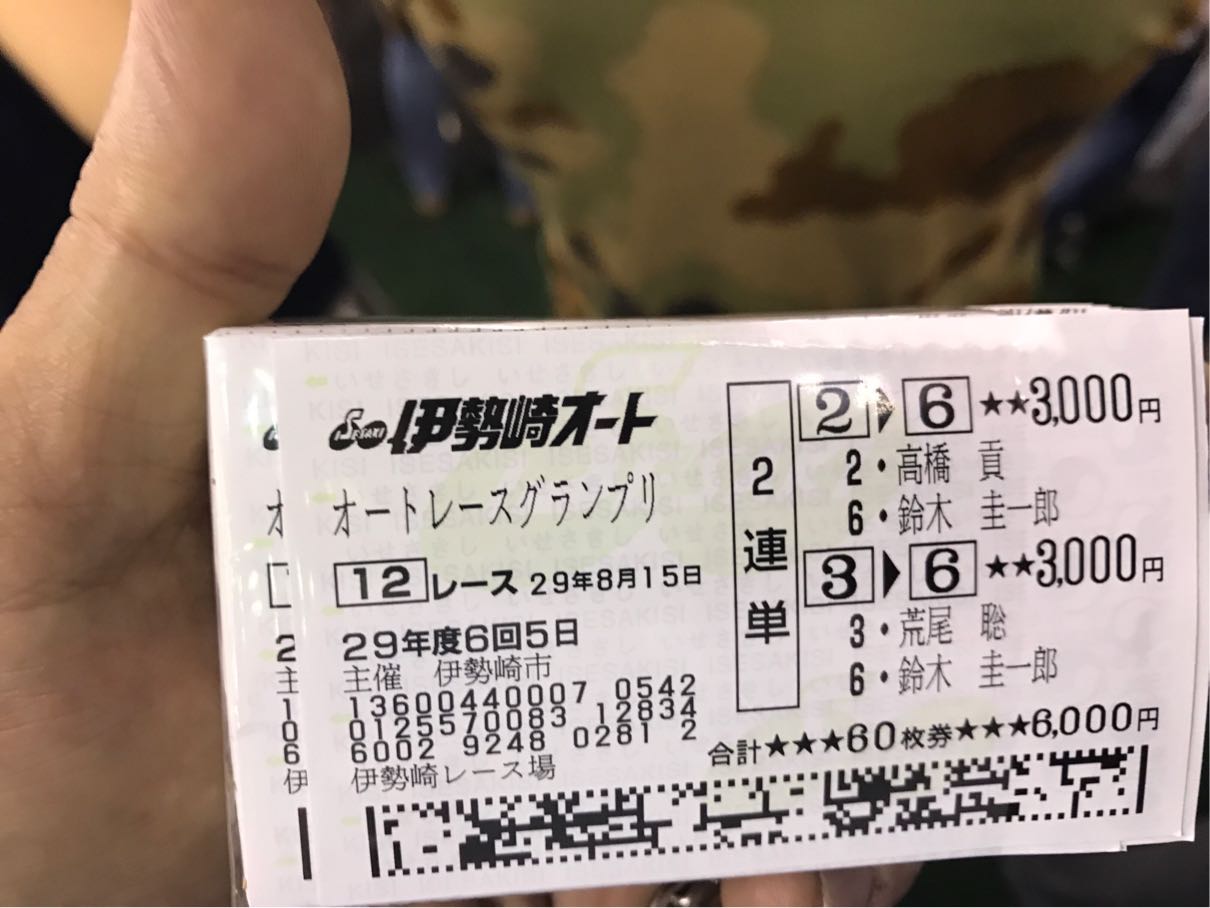 ISESAKI 伊勢崎オート
オートレースグランプリ
12レース 29年8月15日
29年度6回5日
主催 伊勢崎市
13600440007 0542
0125570083 12834
6002 9248 0281 2
伊勢崎レース場
2連単
2▶6 ★★3,000円
2・高橋 貢
6・鈴木 圭一郎
3▶6 ★★3,000円
3・荒尾 聡
6・鈴木 圭一郎
合計★★★60枚券★★★6,000円